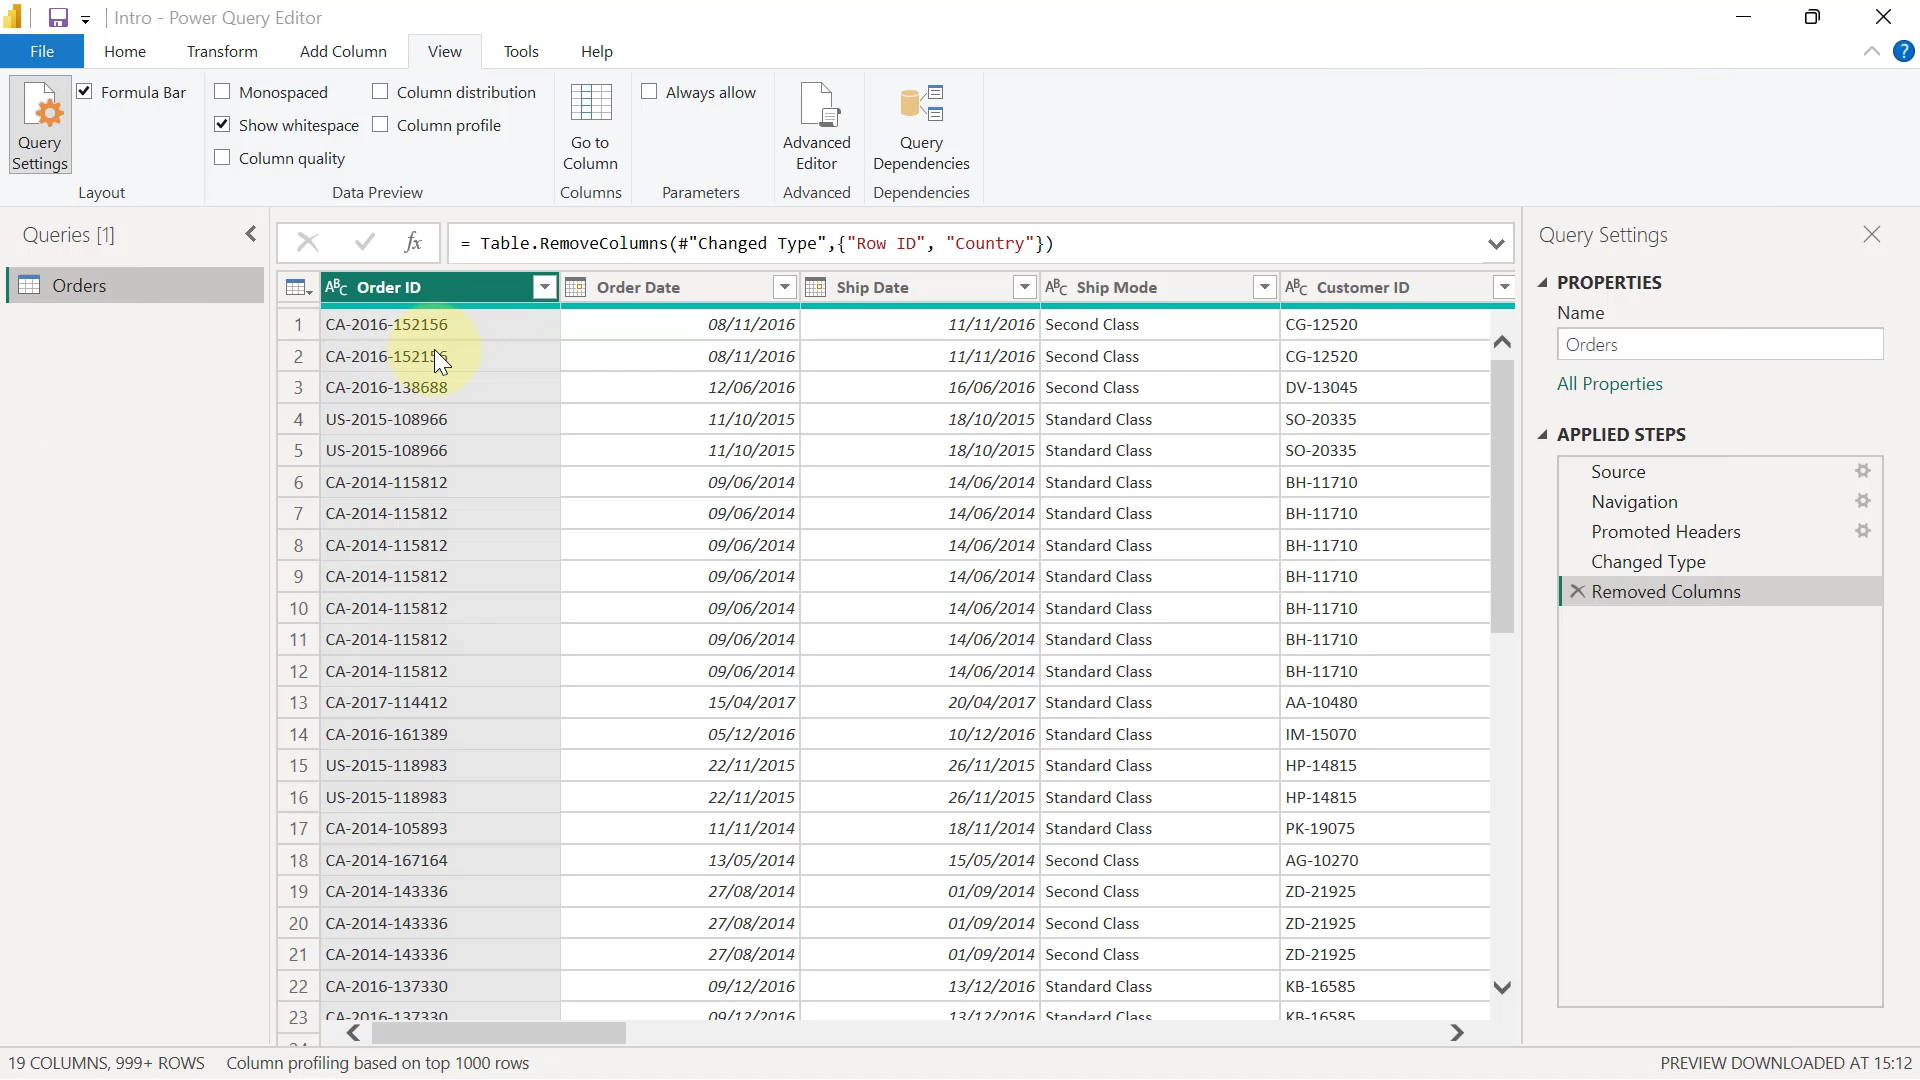 Intro - Power Query Editor
File Home Transform Add Column View Tools Help
?
Query Settings
Formula Bar
Layout
Monospaced
Show whitespace
Column quality
Column distribution
Column profile
Data Preview
Go to Column
Columns
Always allow
Parameters
Advanced Editor
Advanced
Query Dependencies
Dependencies
Queries [1]
Orders
fx = Table.RemoveColumns(#"Changed Type",{"Row ID", "Country"})
ABC Order ID Order Date Ship Date ABC Ship Mode ABC Customer ID
1 CA-2016-152156 08/11/2016 11/11/2016 Second Class CG-12520
2 CA-2016-152156 08/11/2016 11/11/2016 Second Class CG-12520
3 CA-2016-138688 12/06/2016 16/06/2016 Second Class DV-13045
4 US-2015-108966 11/10/2015 18/10/2015 Standard Class SO-20335
5 US-2015-108966 11/10/2015 18/10/2015 Standard Class SO-20335
6 CA-2014-115812 09/06/2014 14/06/2014 Standard Class BH-11710
7 CA-2014-115812 09/06/2014 14/06/2014 Standard Class BH-11710
8 CA-2014-115812 09/06/2014 14/06/2014 Standard Class BH-11710
9 CA-2014-115812 09/06/2014 14/06/2014 Standard Class BH-11710
10 CA-2014-115812 09/06/2014 14/06/2014 Standard Class BH-11710
11 CA-2014-115812 09/06/2014 14/06/2014 Standard Class BH-11710
12 CA-2014-115812 09/06/2014 14/06/2014 Standard Class BH-11710
13 CA-2017-114412 15/04/2017 20/04/2017 Standard Class AA-10480
14 CA-2016-161389 05/12/2016 10/12/2016 Standard Class IM-15070
15 US-2015-118983 22/11/2015 26/11/2015 Standard Class HP-14815
16 US-2015-118983 22/11/2015 26/11/2015 Standard Class HP-14815
17 CA-2014-105893 11/11/2014 18/11/2014 Standard Class PK-19075
18 CA-2014-167164 13/05/2014 15/05/2014 Second Class AG-10270
19 CA-2014-143336 27/08/2014 01/09/2014 Second Class ZD-21925
20 CA-2014-143336 27/08/2014 01/09/2014 Second Class ZD-21925
21 CA-2014-143336 27/08/2014 01/09/2014 Second Class ZD-21925
22 CA-2016-137330 09/12/2016 13/12/2016 Standard Class KB-16585
23 CA-2016-137330 09/12/2016 13/12/2016 Standard Class KB-16585
Query Settings
PROPERTIES
Name
Orders
All Properties
APPLIED STEPS
Source
Navigation
Promoted Headers
Changed Type
Removed Columns
19 COLUMNS, 999+ ROWS Column profiling based on top 1000 rows PREVIEW DOWNLOADED AT 15:12